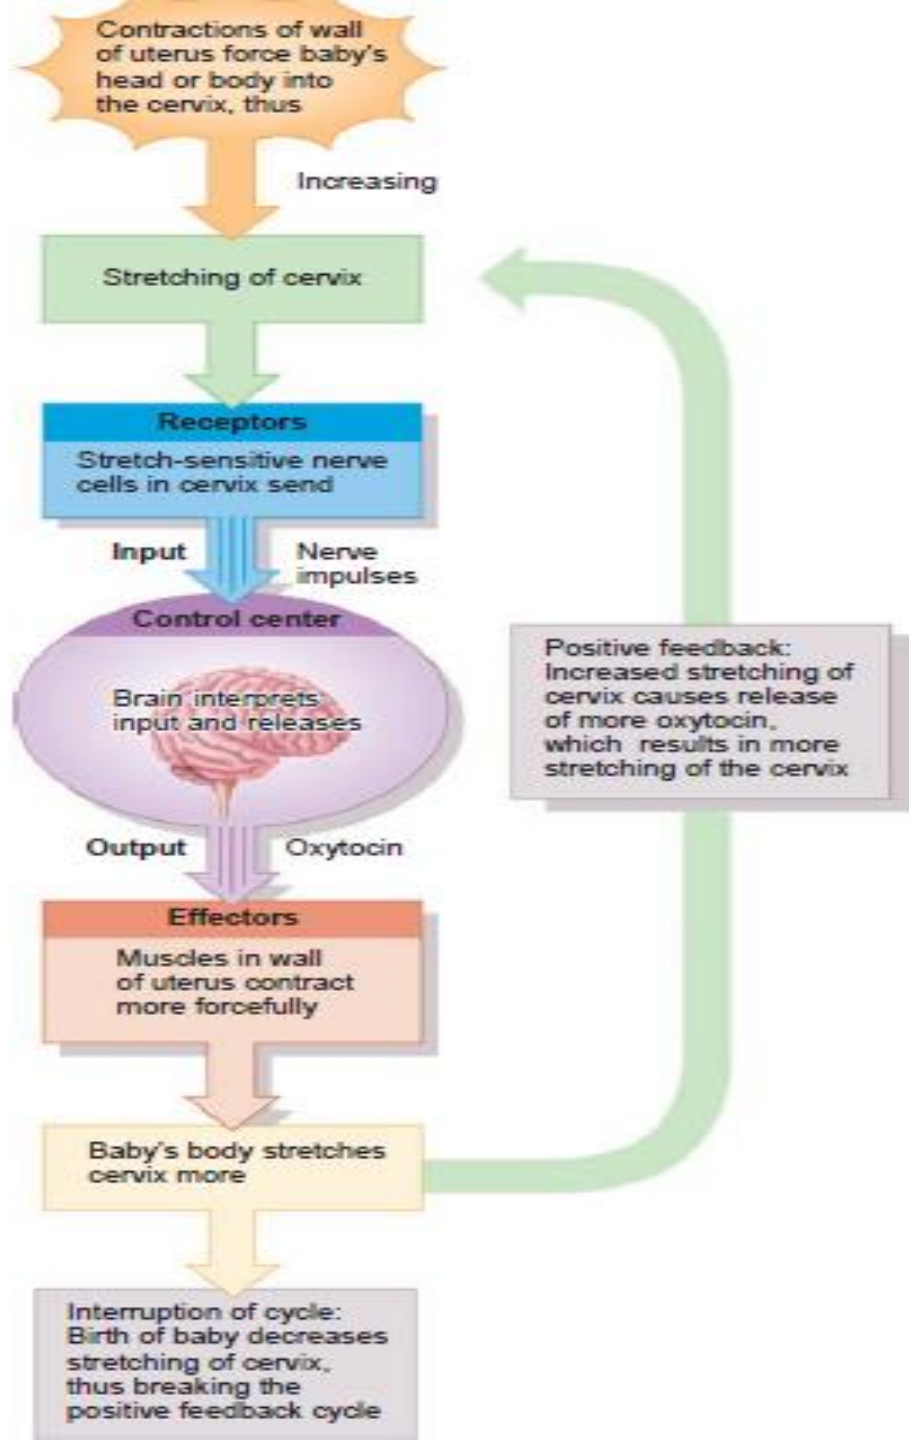 Contractions of wall
of uterus force baby's
head or body into
the cervix, thus
Increasing
Stretching of cervix
Receptors
Stretch-sensitive nerve
cells in cervix send
Input
Nerve
impulses
Control center
Brain interprets
input and releases
Output
Oxytocin
Effectors
Muscles in wall
of uterus contract
more forcefully
Baby's body stretches
cervix more
Interruption of cycle:
Birth of baby decreases
stretching of cervix,
thus breaking the
positive feedback cycle
Positive feedback:
Increased stretching of
cervix causes release
of more oxytocin,
which results in more
stretching of the cervix